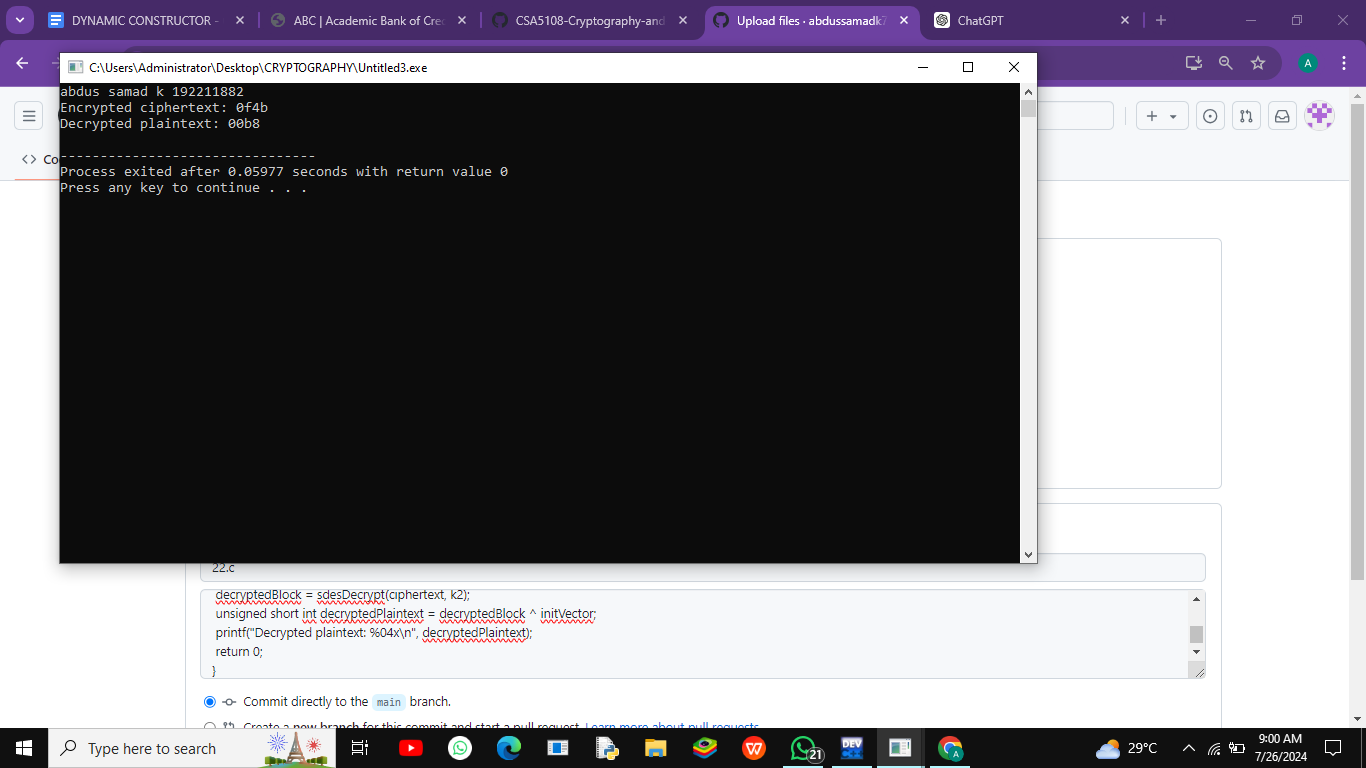 DYNAMIC CONSTRUCTOR -
ABC | Academic Bank of Cre
CSA5108-Cryptography-and
Upload files · abdussamadk
ChatGPT
A
C:\Users\Administrator\Desktop\CRYPTOGRAPHY\Untitled3.exe
abdus samad k 192211882
Encrypted ciphertext: 0f4b
Decrypted plaintext: 00b8
--------------------------------
Process exited after 0.05977 seconds with return value 0
Press any key to continue . . .
<> Co
22.c
decryptedBlock = sdesDecrypt(ciphertext, k2);
unsigned short int decryptedPlaintext = decryptedBlock ^ initVector;
printf("Decrypted plaintext: %04x\n", decryptedPlaintext);
return 0;
}
Commit directly to the main branch.
Create a new branch for this commit and start a pull request. Learn more about pull requests.
Type here to search
21
DEV
A
29°C
9:00 AM
7/26/2024